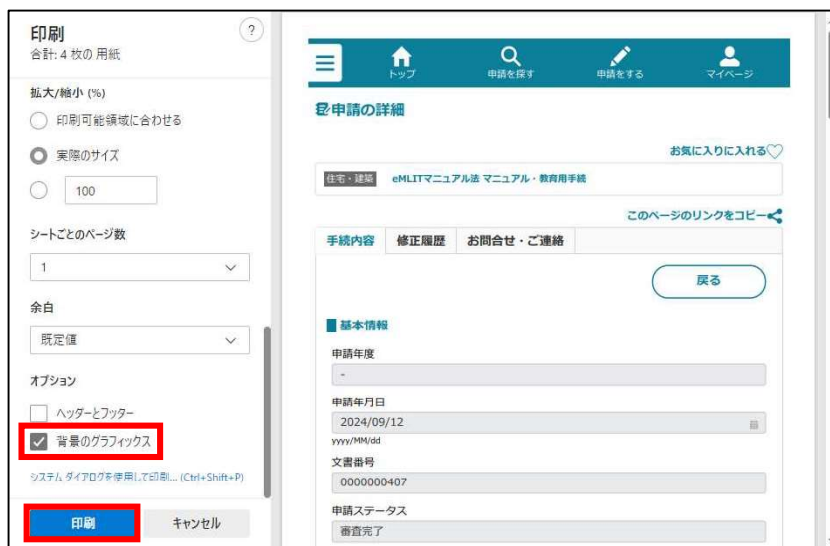 印刷
?
合計: 4 枚の 用紙
拡大/縮小 (%)
印刷可能領域に合わせる
実際のサイズ
100
シートごとのページ数
1
余白
既定値
オプション
ヘッダーとフッター
背景のグラフィックス
システム ダイアログを使用して印刷... (Ctrl+Shift+P)
印刷 キャンセル
トップ 申請を探す 申請をする マイページ
申請の詳細
お気に入りに入れる
住宅・建築 eMLITマニュアル法 マニュアル・教育用手続
このページのリンクをコピー
手続内容 修正履歴 お問合せ・ご連絡
戻る
基本情報
申請年度
-
申請年月日
2024/09/12
yyyy/MM/dd
文書番号
0000000407
申請ステータス
審査完了